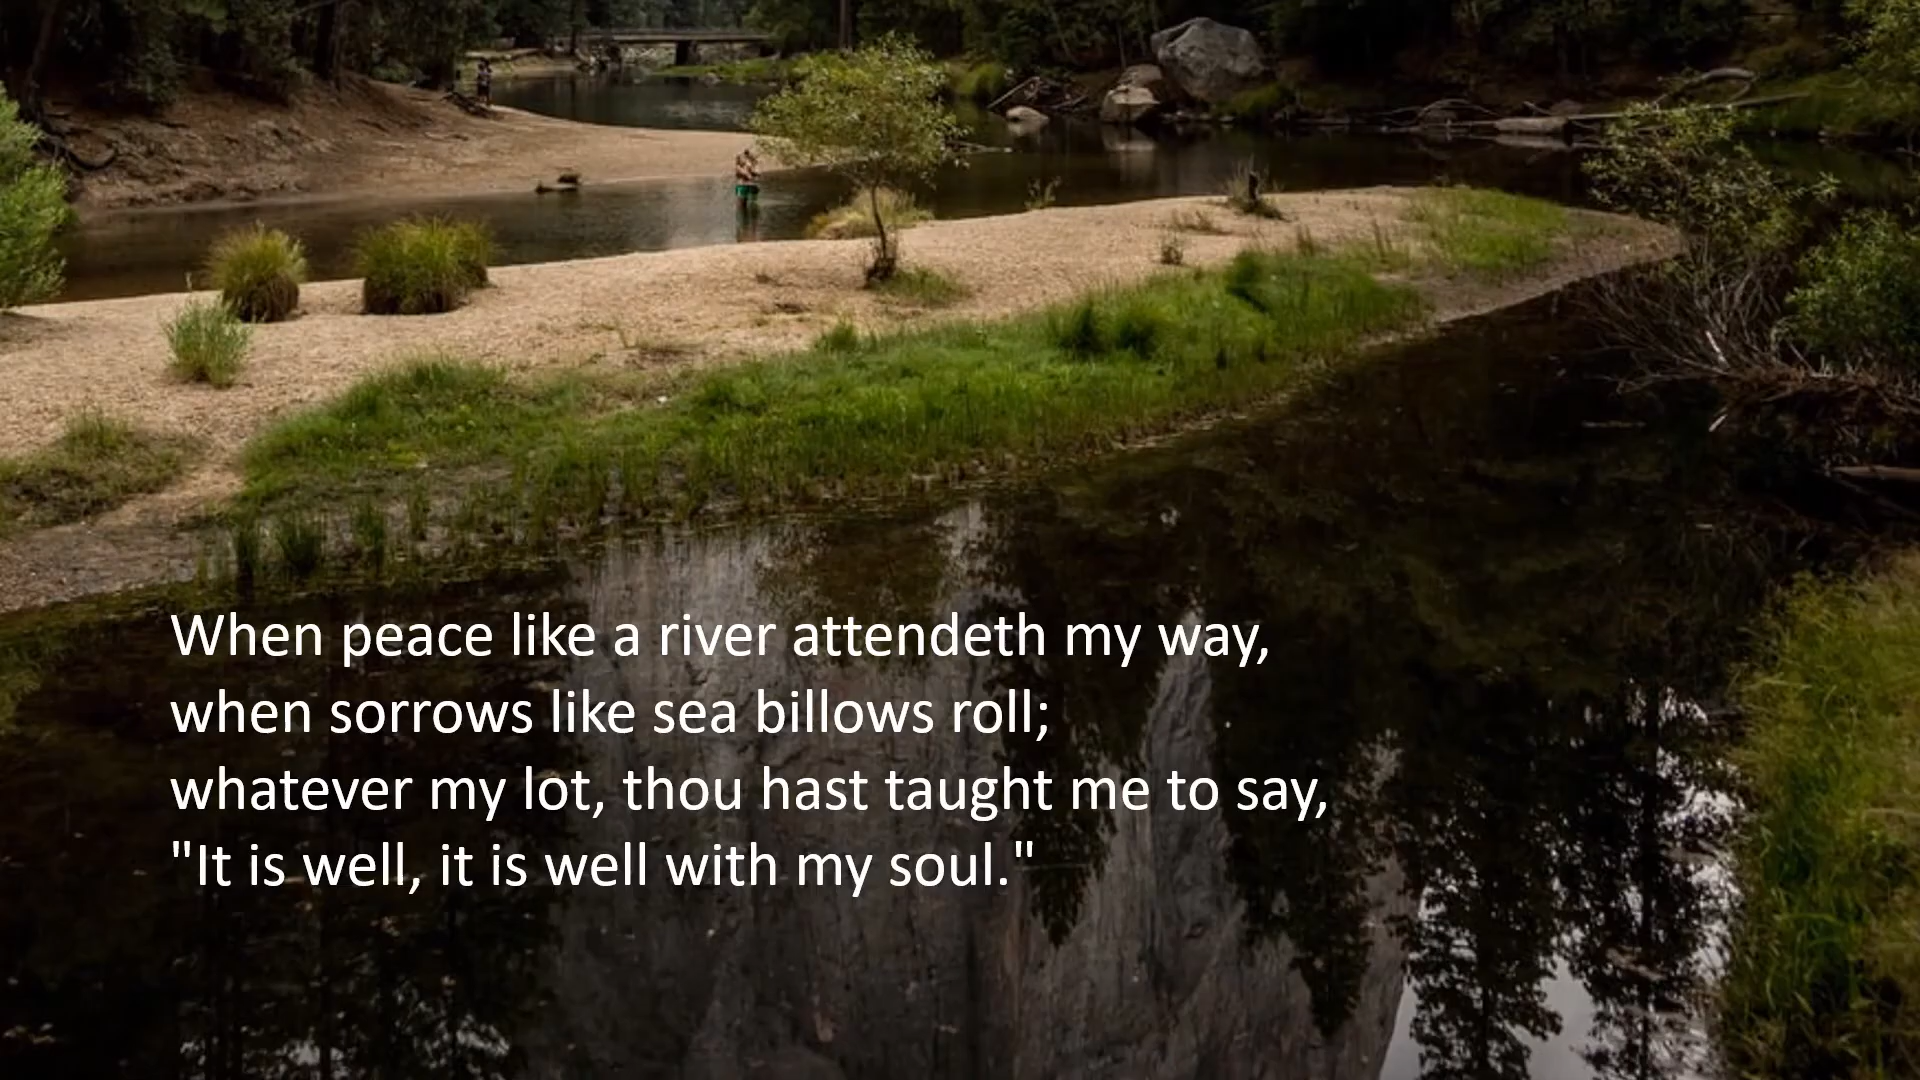 When peace like a river attendeth my way,
when sorrows like sea billows roll;
whatever my lot, thou hast taught me to say,
"It is well, it is well with my soul."